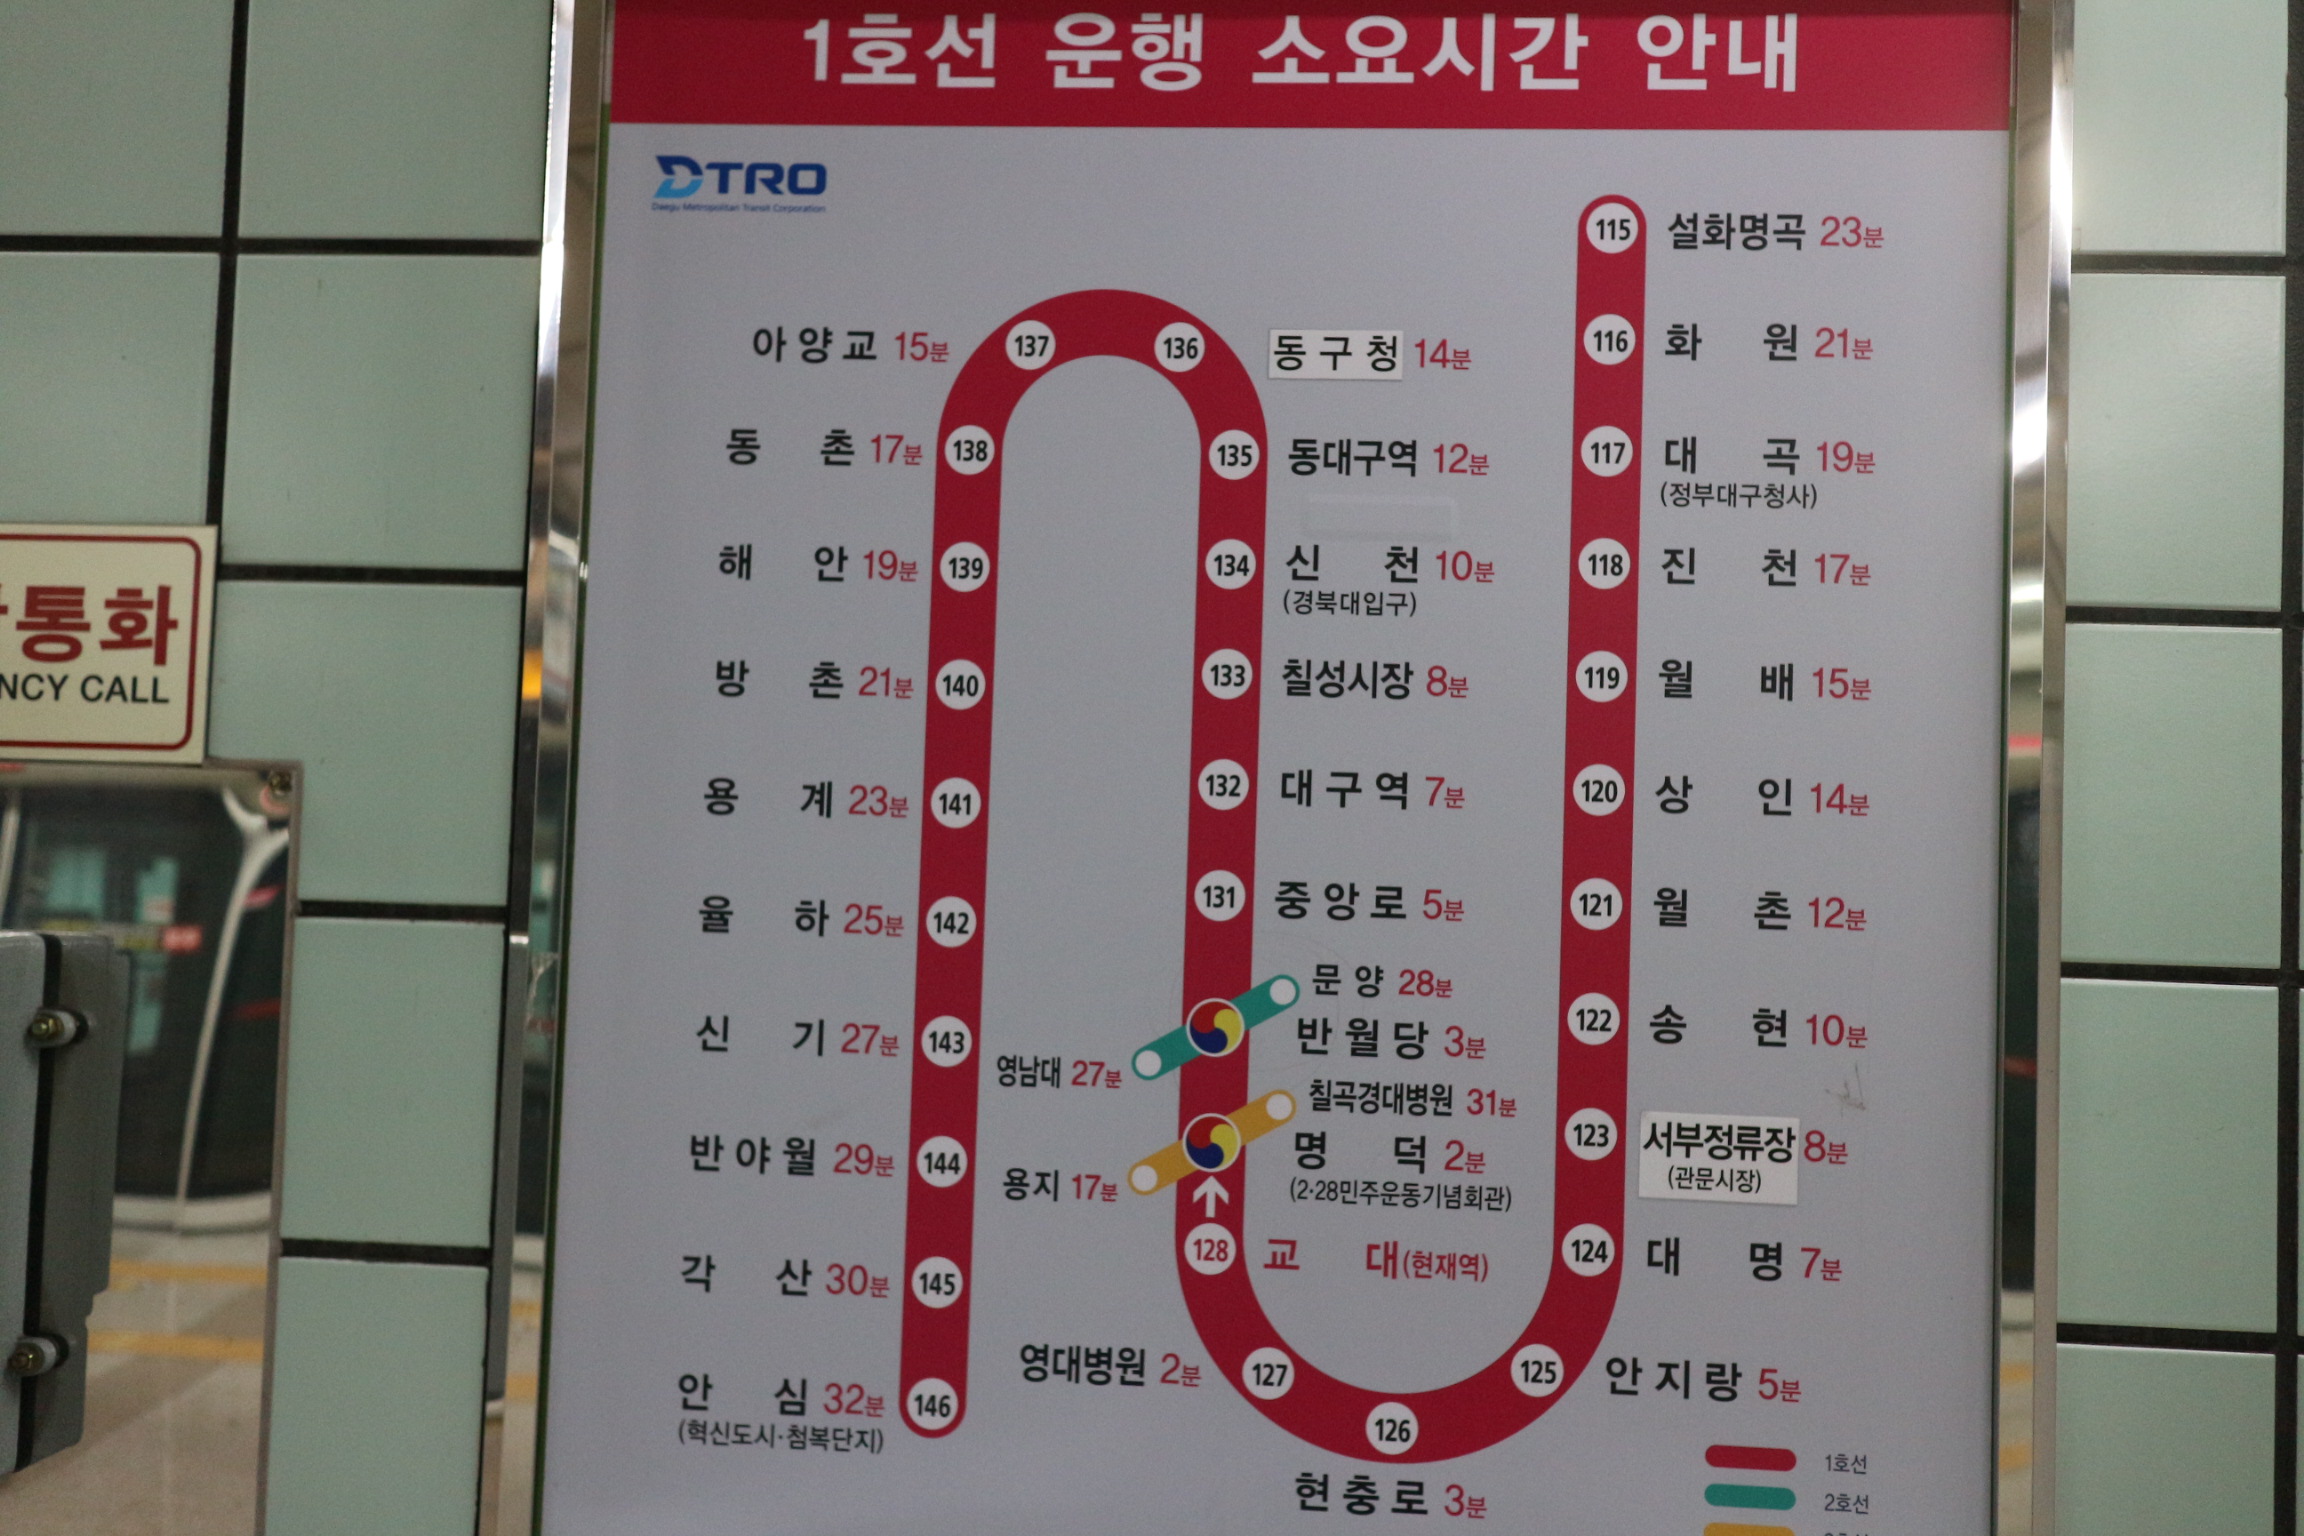 1호선 운행 소요시간 안내
DTRO
Daegu Metropolitan Transit Corporation
115 설화명곡 23분
116 화원 21분
117 대곡 19분
(정부대구청사)
118 진천 17분
119 월배 15분
120 상인 14분
121 월촌 12분
122 송현 10분
123 서부정류장 8분
(관문시장)
124 대명 7분
125 안지랑 5분
126 현충로 3분
127 영대병원 2분
128 교대(현재역)
명덕 2분
(2·28민주운동기념회관)
칠곡경대병원 31분
용지 17분
반월당 3분
문양 28분
영남대 27분
131 중앙로 5분
132 대구역 7분
133 칠성시장 8분
134 신천 10분
(경북대입구)
135 동대구역 12분
136 동구청 14분
137 아양교 15분
138 동촌 17분
139 해안 19분
140 방촌 21분
141 용계 23분
142 율하 25분
143 신기 27분
144 반야월 29분
145 각산 30분
146 안심 32분
(혁신도시·첨복단지)
1호선
2호선
통화
NCY CALL